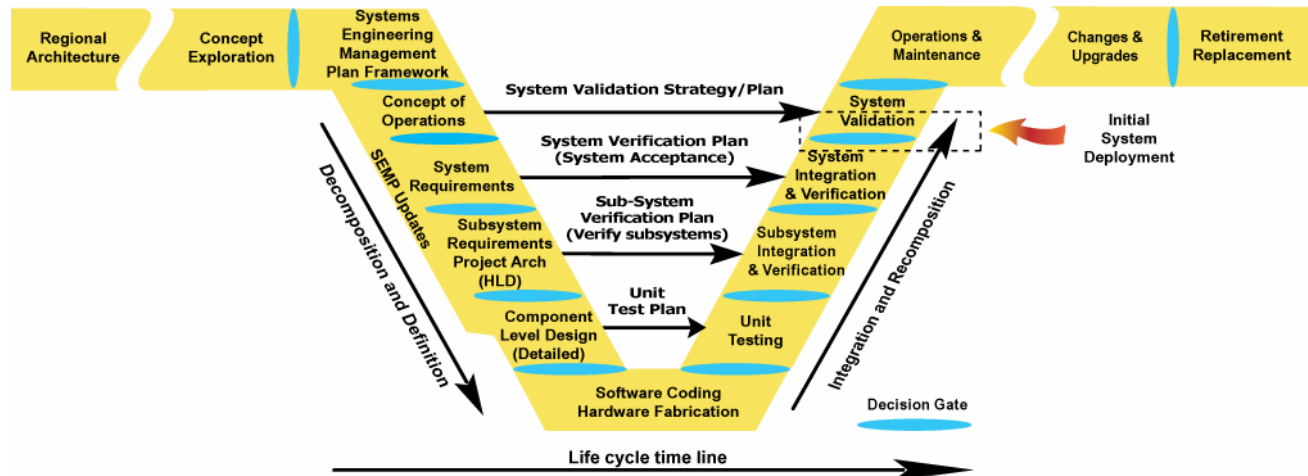 Regional
Architecture
Concept
Exploration
Systems
Engineering
Management
Plan Framework
Concept of
Operations
System
Requirements
Subsystem
Requirements
Project Arch
(HLD)
Component
Level Design
(Detailed)
SEMP Updates
Decomposition and Definition
System Validation Strategy/Plan
System Verification Plan
(System Acceptance)
Sub-System
Verification Plan
(Verify subsystems)
Unit
Test Plan
Software Coding
Hardware Fabrication
Operations &
Maintenance
Changes &
Upgrades
Retirement
Replacement
System
Validation
System
Integration
& Verification
Subsystem
Integration
& Verification
Unit
Testing
Integration and Recomposition
Initial
System
Deployment
Decision Gate
Life cycle time line